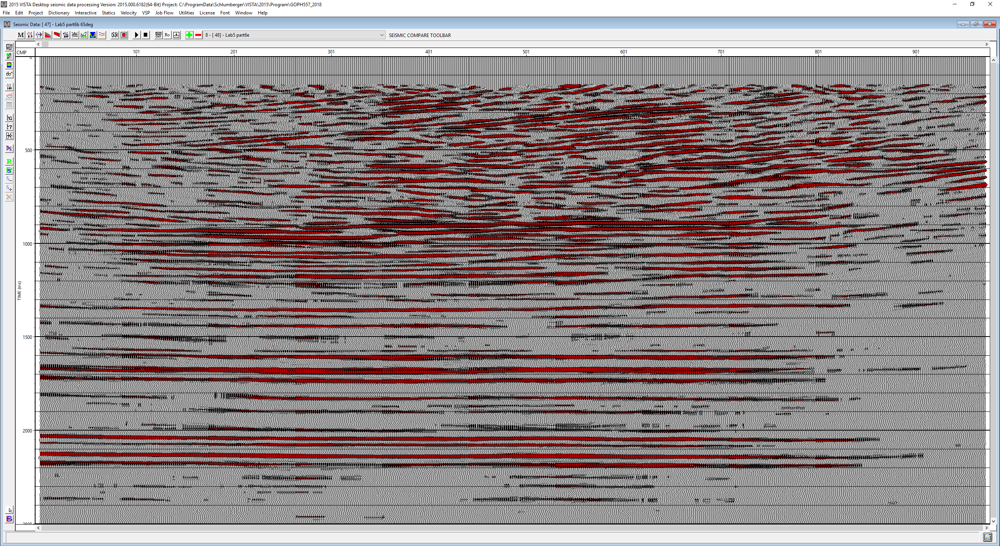 2015 VISTA Desktop seismic data processing Version: 2015.000.6182(64-Bit) Project: C:\ProgramData\Schlumberger\VISTA\2015\Program\GOPH557_2018
File Edit Project Dictionary Interactive Statics Velocity VSP Job Flow Utilities License Font Window Help
Seismic Data: [ 47] - Lab5 part6b 65deg
M Diff Ro 8 - [ 48] - Lab5 part6e SEISMIC COMPARE TOOLBAR
CMP 101 201 301 401 501 601 701 801 901
0
500
1000
1500
2000
2500
TIME (ms)
Plot
G
?
R
R
S